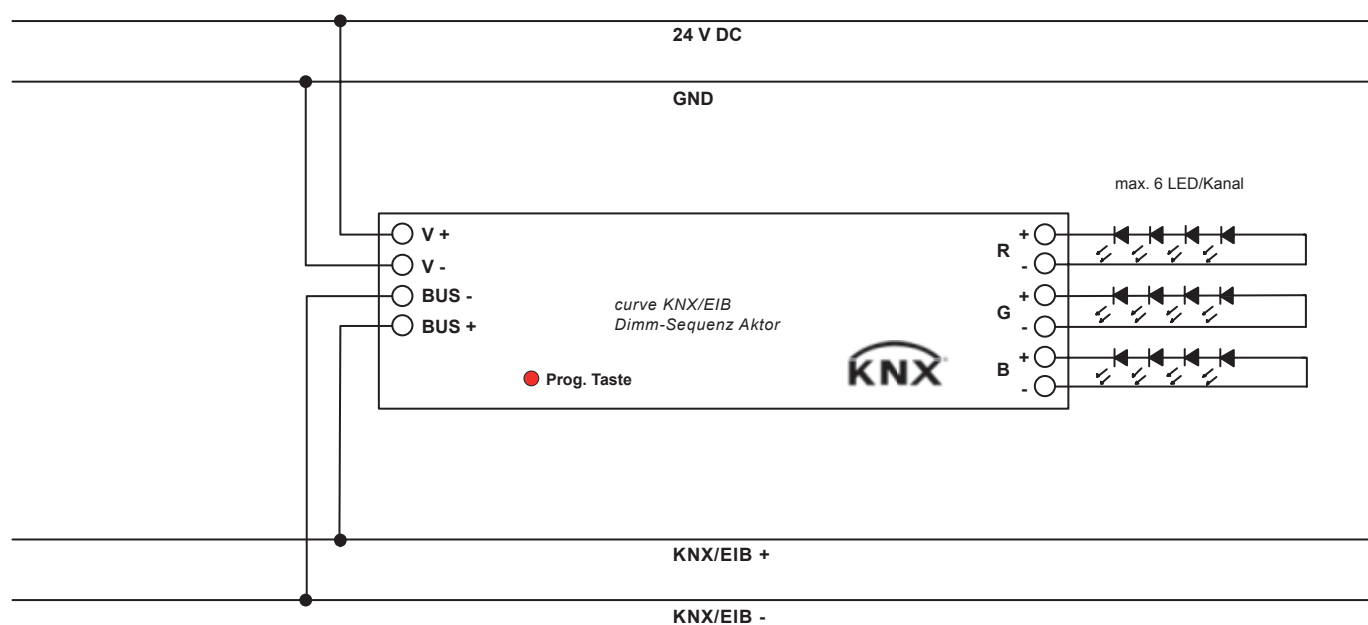 24 V DC
GND
max. 6 LED/Kanal
V +
V -
BUS -
BUS +
curve KNX/EIB
Dimm-Sequenz Aktor
Prog. Taste
KNX
+
R
-
+
G
-
+
B
-
KNX/EIB +
KNX/EIB -